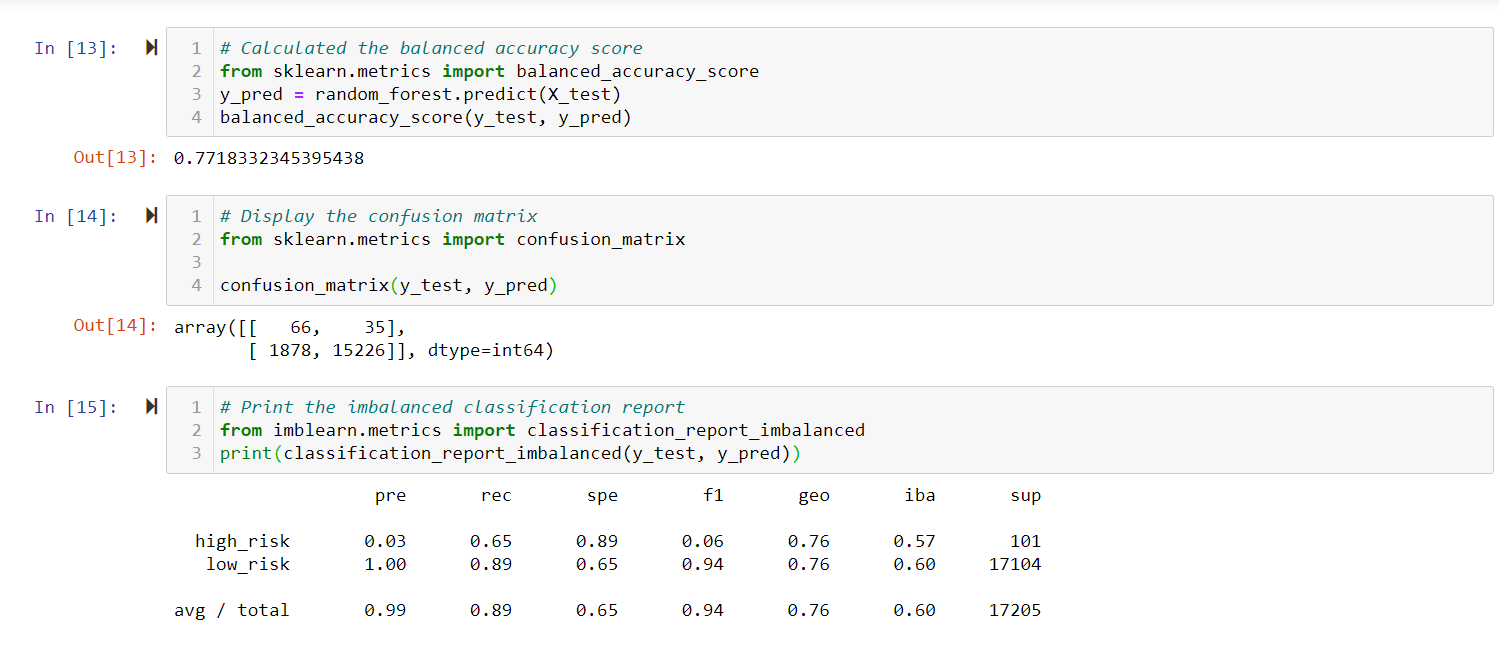 In [13]:
1 # Calculated the balanced accuracy score
2 from sklearn.metrics import balanced_accuracy_score
3 y_pred = random_forest.predict(X_test)
4 balanced_accuracy_score(y_test, y_pred)
Out[13]: 0.7718332345395438
In [14]:
1 # Display the confusion matrix
2 from sklearn.metrics import confusion_matrix
3
4 confusion_matrix(y_test, y_pred)
Out[14]: array([[   66,    35],
       [ 1878, 15226]], dtype=int64)
In [15]:
1 # Print the imbalanced classification report
2 from imblearn.metrics import classification_report_imbalanced
3 print(classification_report_imbalanced(y_test, y_pred))
pre rec spe f1 geo iba sup
high_risk 0.03 0.65 0.89 0.06 0.76 0.57 101
low_risk 1.00 0.89 0.65 0.94 0.76 0.60 17104
avg / total 0.99 0.89 0.65 0.94 0.76 0.60 17205